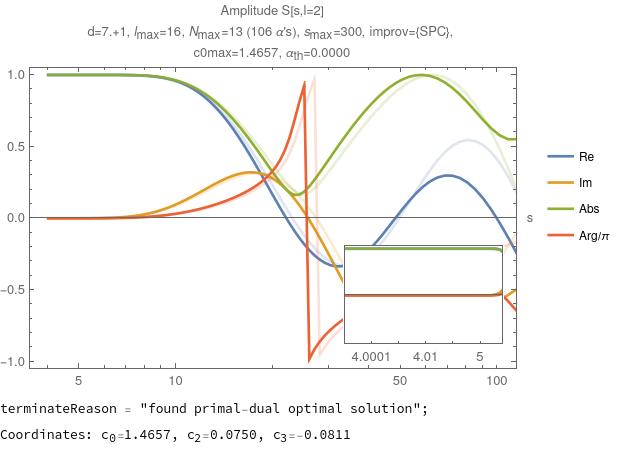 Amplitude S[s,l=2]
d=7.+1, lmax=16, Nmax=13 (106 α's), smax=300, improv={SPC},
c0max=1.4657, αth=0.0000
1.0
0.5
0.0
-0.5
-1.0
s
Re
Im
Abs
Arg/π
4.0001 4.01 5
5 10 50 100
terminateReason = "found primal-dual optimal solution";
Coordinates: c0=1.4657, c2=0.0750, c3=-0.0811